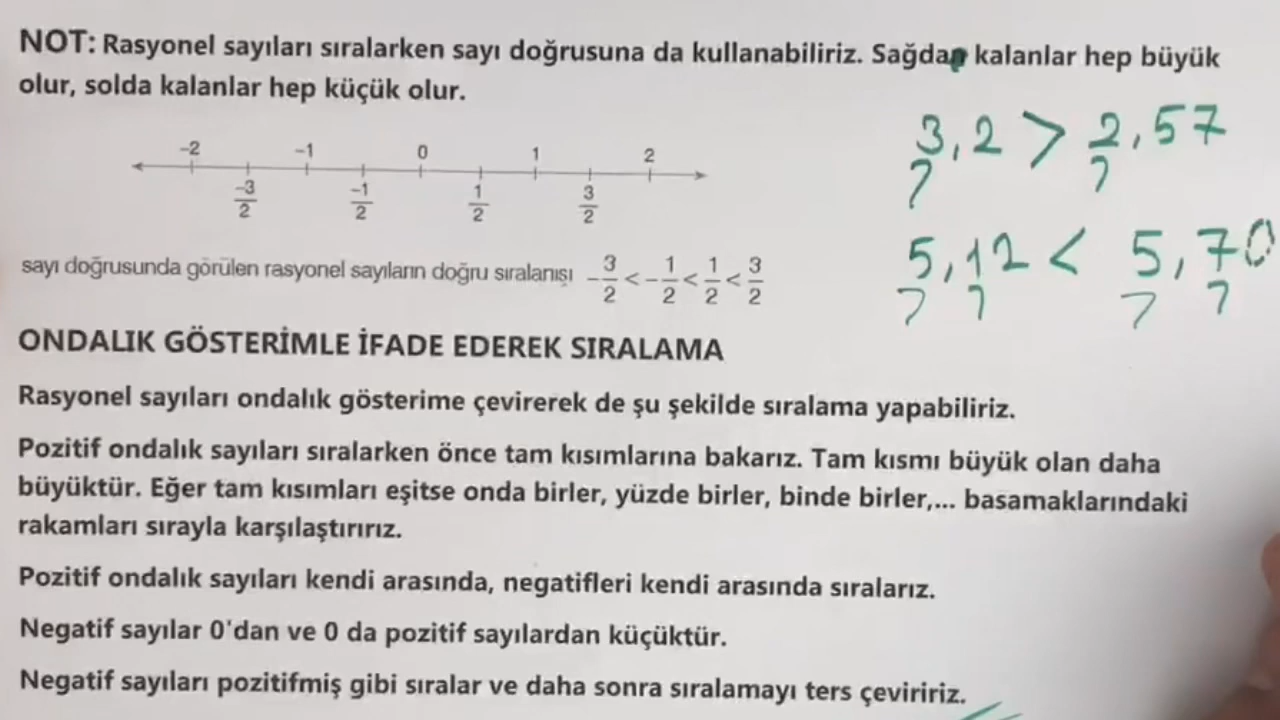 NOT: Rasyonel sayıları sıralarken sayı doğrusuna da kullanabiliriz. Sağdan kalanlar hep büyük
olur, solda kalanlar hep küçük olur.
3,2 > 2,57
-2 -1 0 1 2
-3/2 -1/2 1/2 3/2
5,12 < 5,70
sayı doğrusunda görülen rasyonel sayıların doğru sıralanışı -3/2 < -1/2 < 1/2 < 3/2
ONDALIK GÖSTERİMLE İFADE EDEREK SIRALAMA
Rasyonel sayıları ondalık gösterime çevirerek de şu şekilde sıralama yapabiliriz.
Pozitif ondalık sayıları sıralarken önce tam kısımlarına bakarız. Tam kısmı büyük olan daha
büyüktür. Eğer tam kısımları eşitse onda birler, yüzde birler, binde birler,... basamaklarındaki
rakamları sırayla karşılaştırırız.
Pozitif ondalık sayıları kendi arasında, negatifleri kendi arasında sıralarız.
Negatif sayılar 0'dan ve 0 da pozitif sayılardan küçüktür.
Negatif sayıları pozitifmiş gibi sıralar ve daha sonra sıralamayı ters çeviririz.